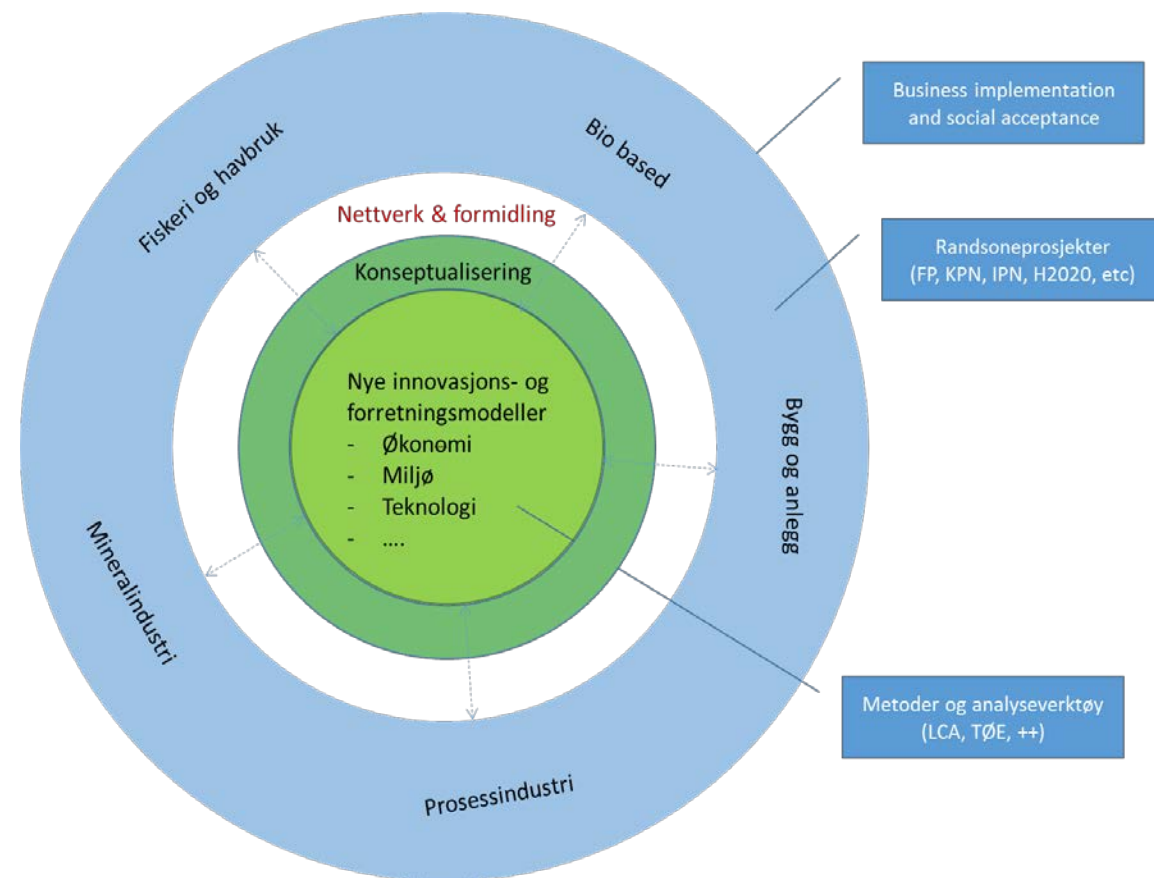 Business implementation
and social acceptance
Bio based
Fiskeri og havbruk
Nettverk & formidling
Randsoneprosjekter
(FP, KPN, IPN, H2020, etc)
Konseptualisering
Nye innovasjons- og
forretningsmodeller
- Økonomi
- Miljø
- Teknologi
- ....
Bygg og anlegg
Mineralindustri
Metoder og analyseverktøy
(LCA, TØE, ++)
Prosessindustri